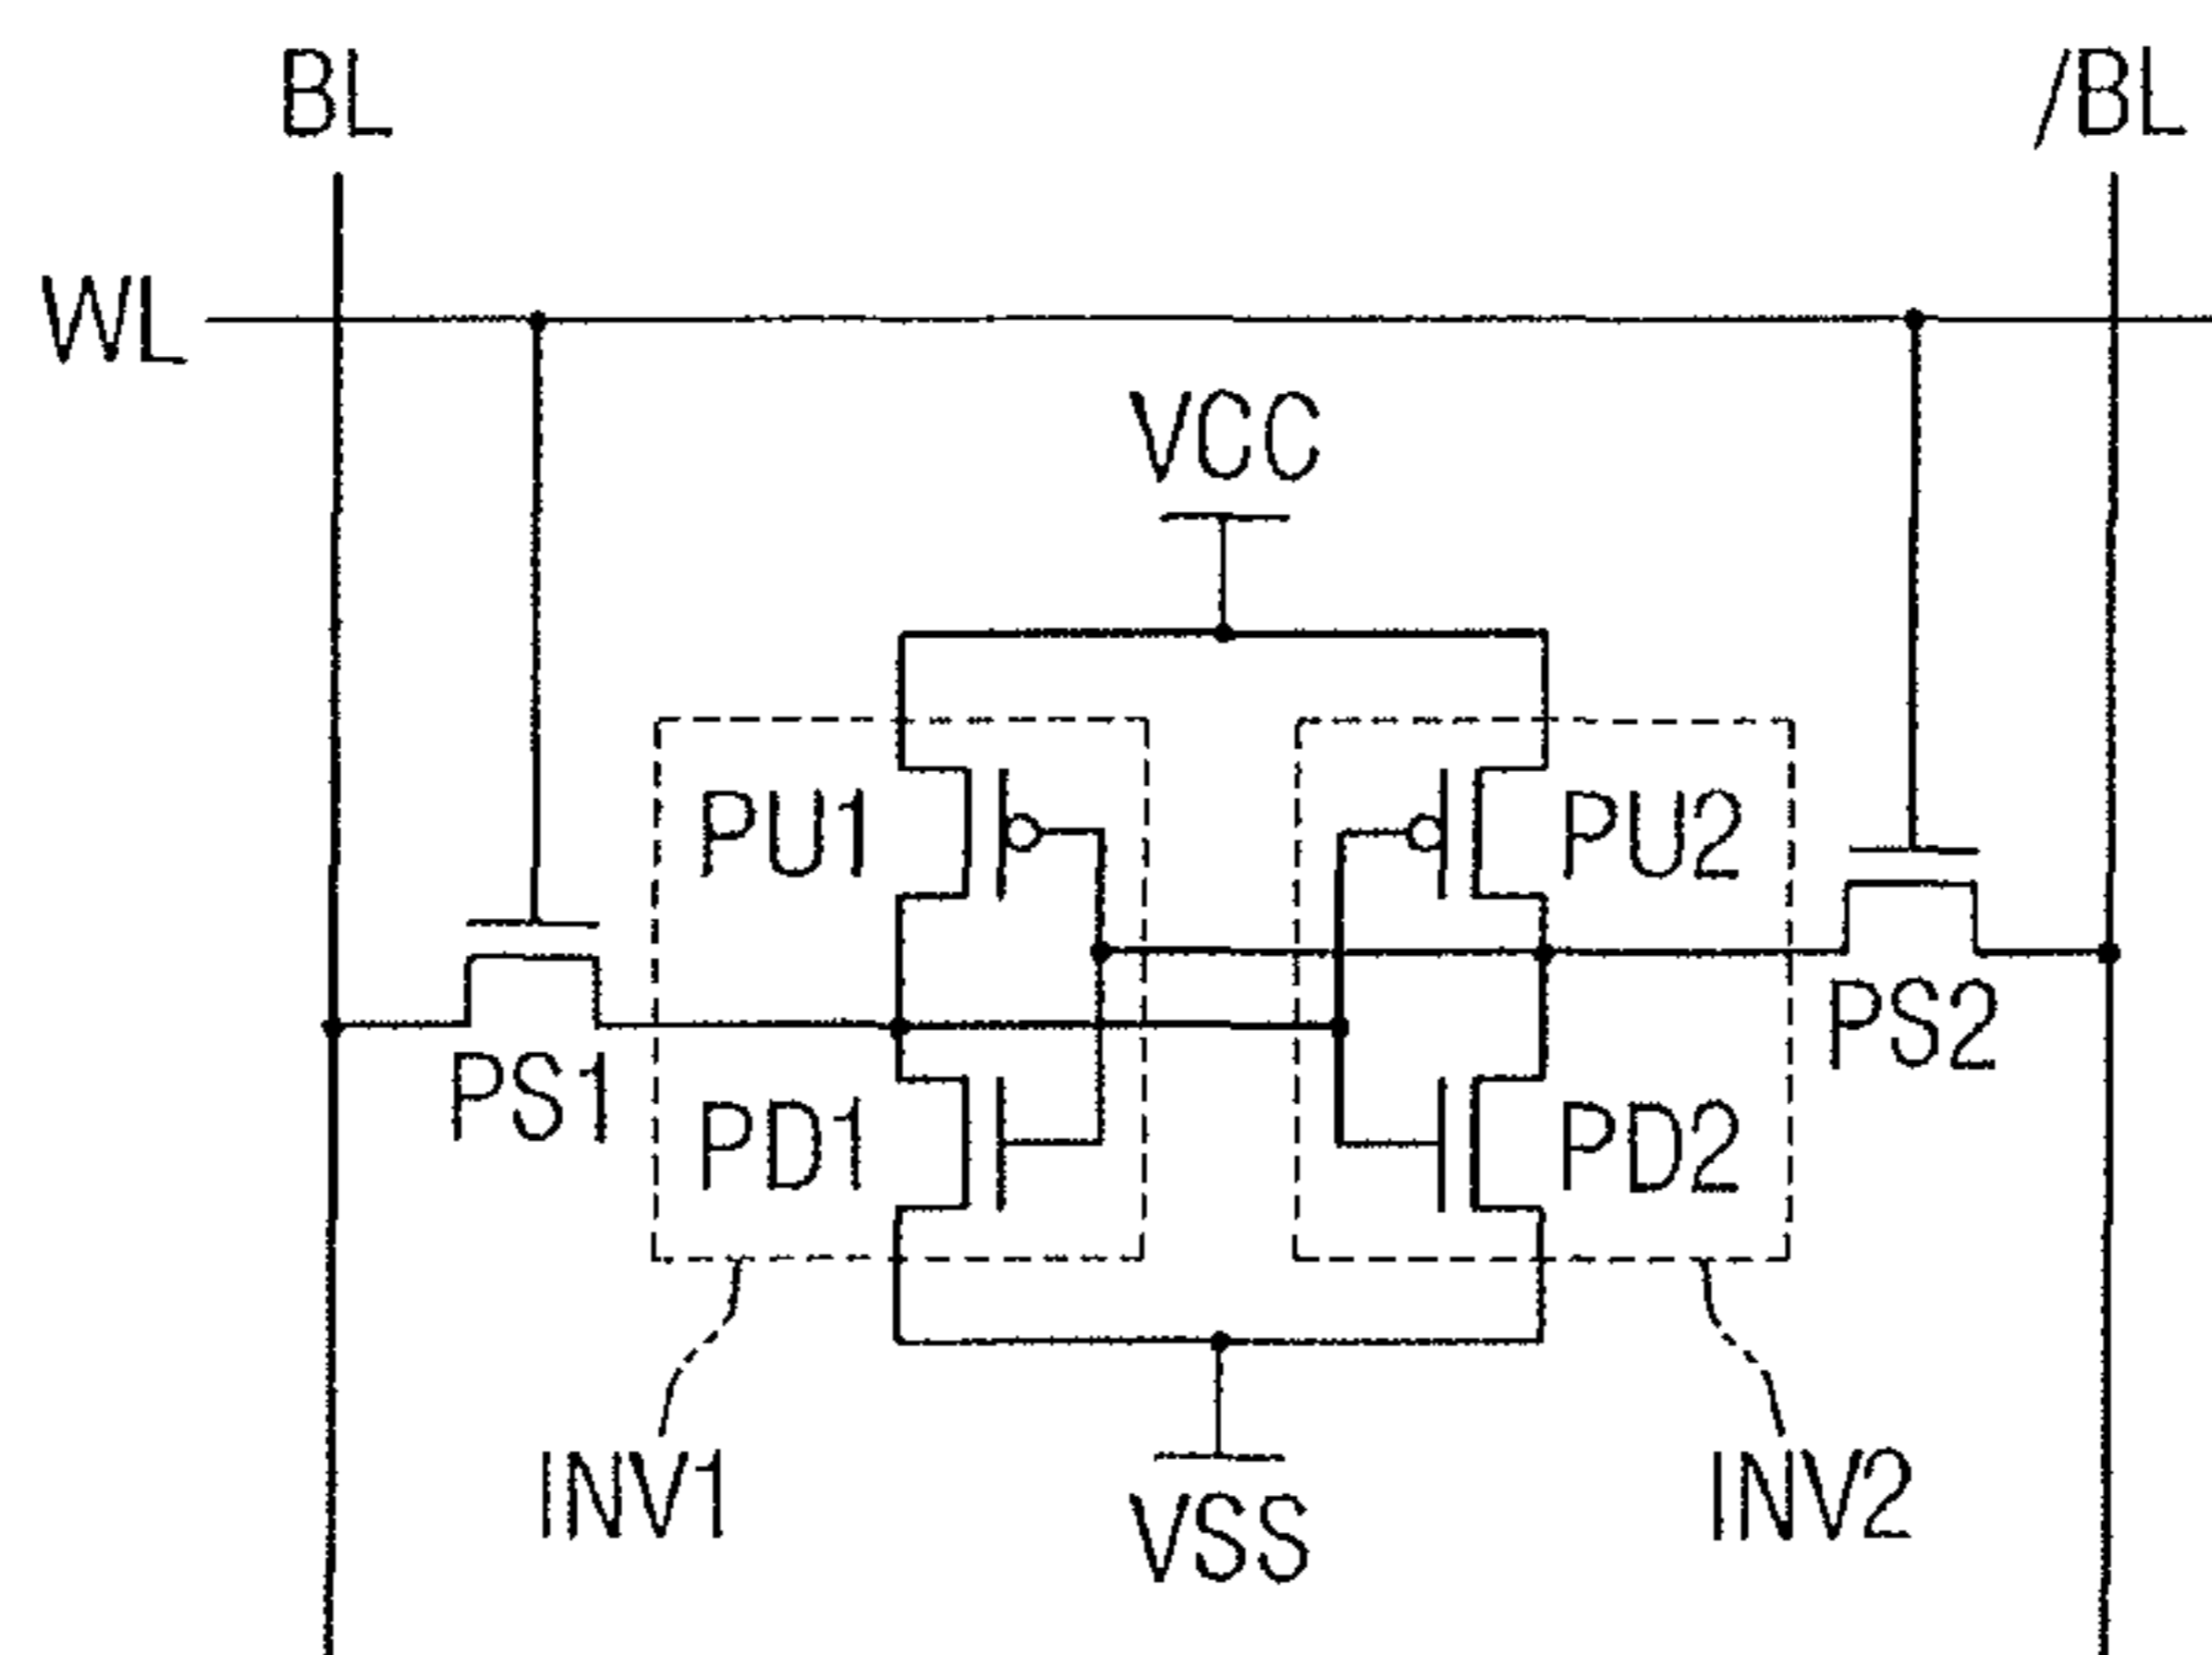 BL
/BL
WL
VCC
PU1
PU2
PS1
PS2
PD1
PD2
INV1
INV2
VSS